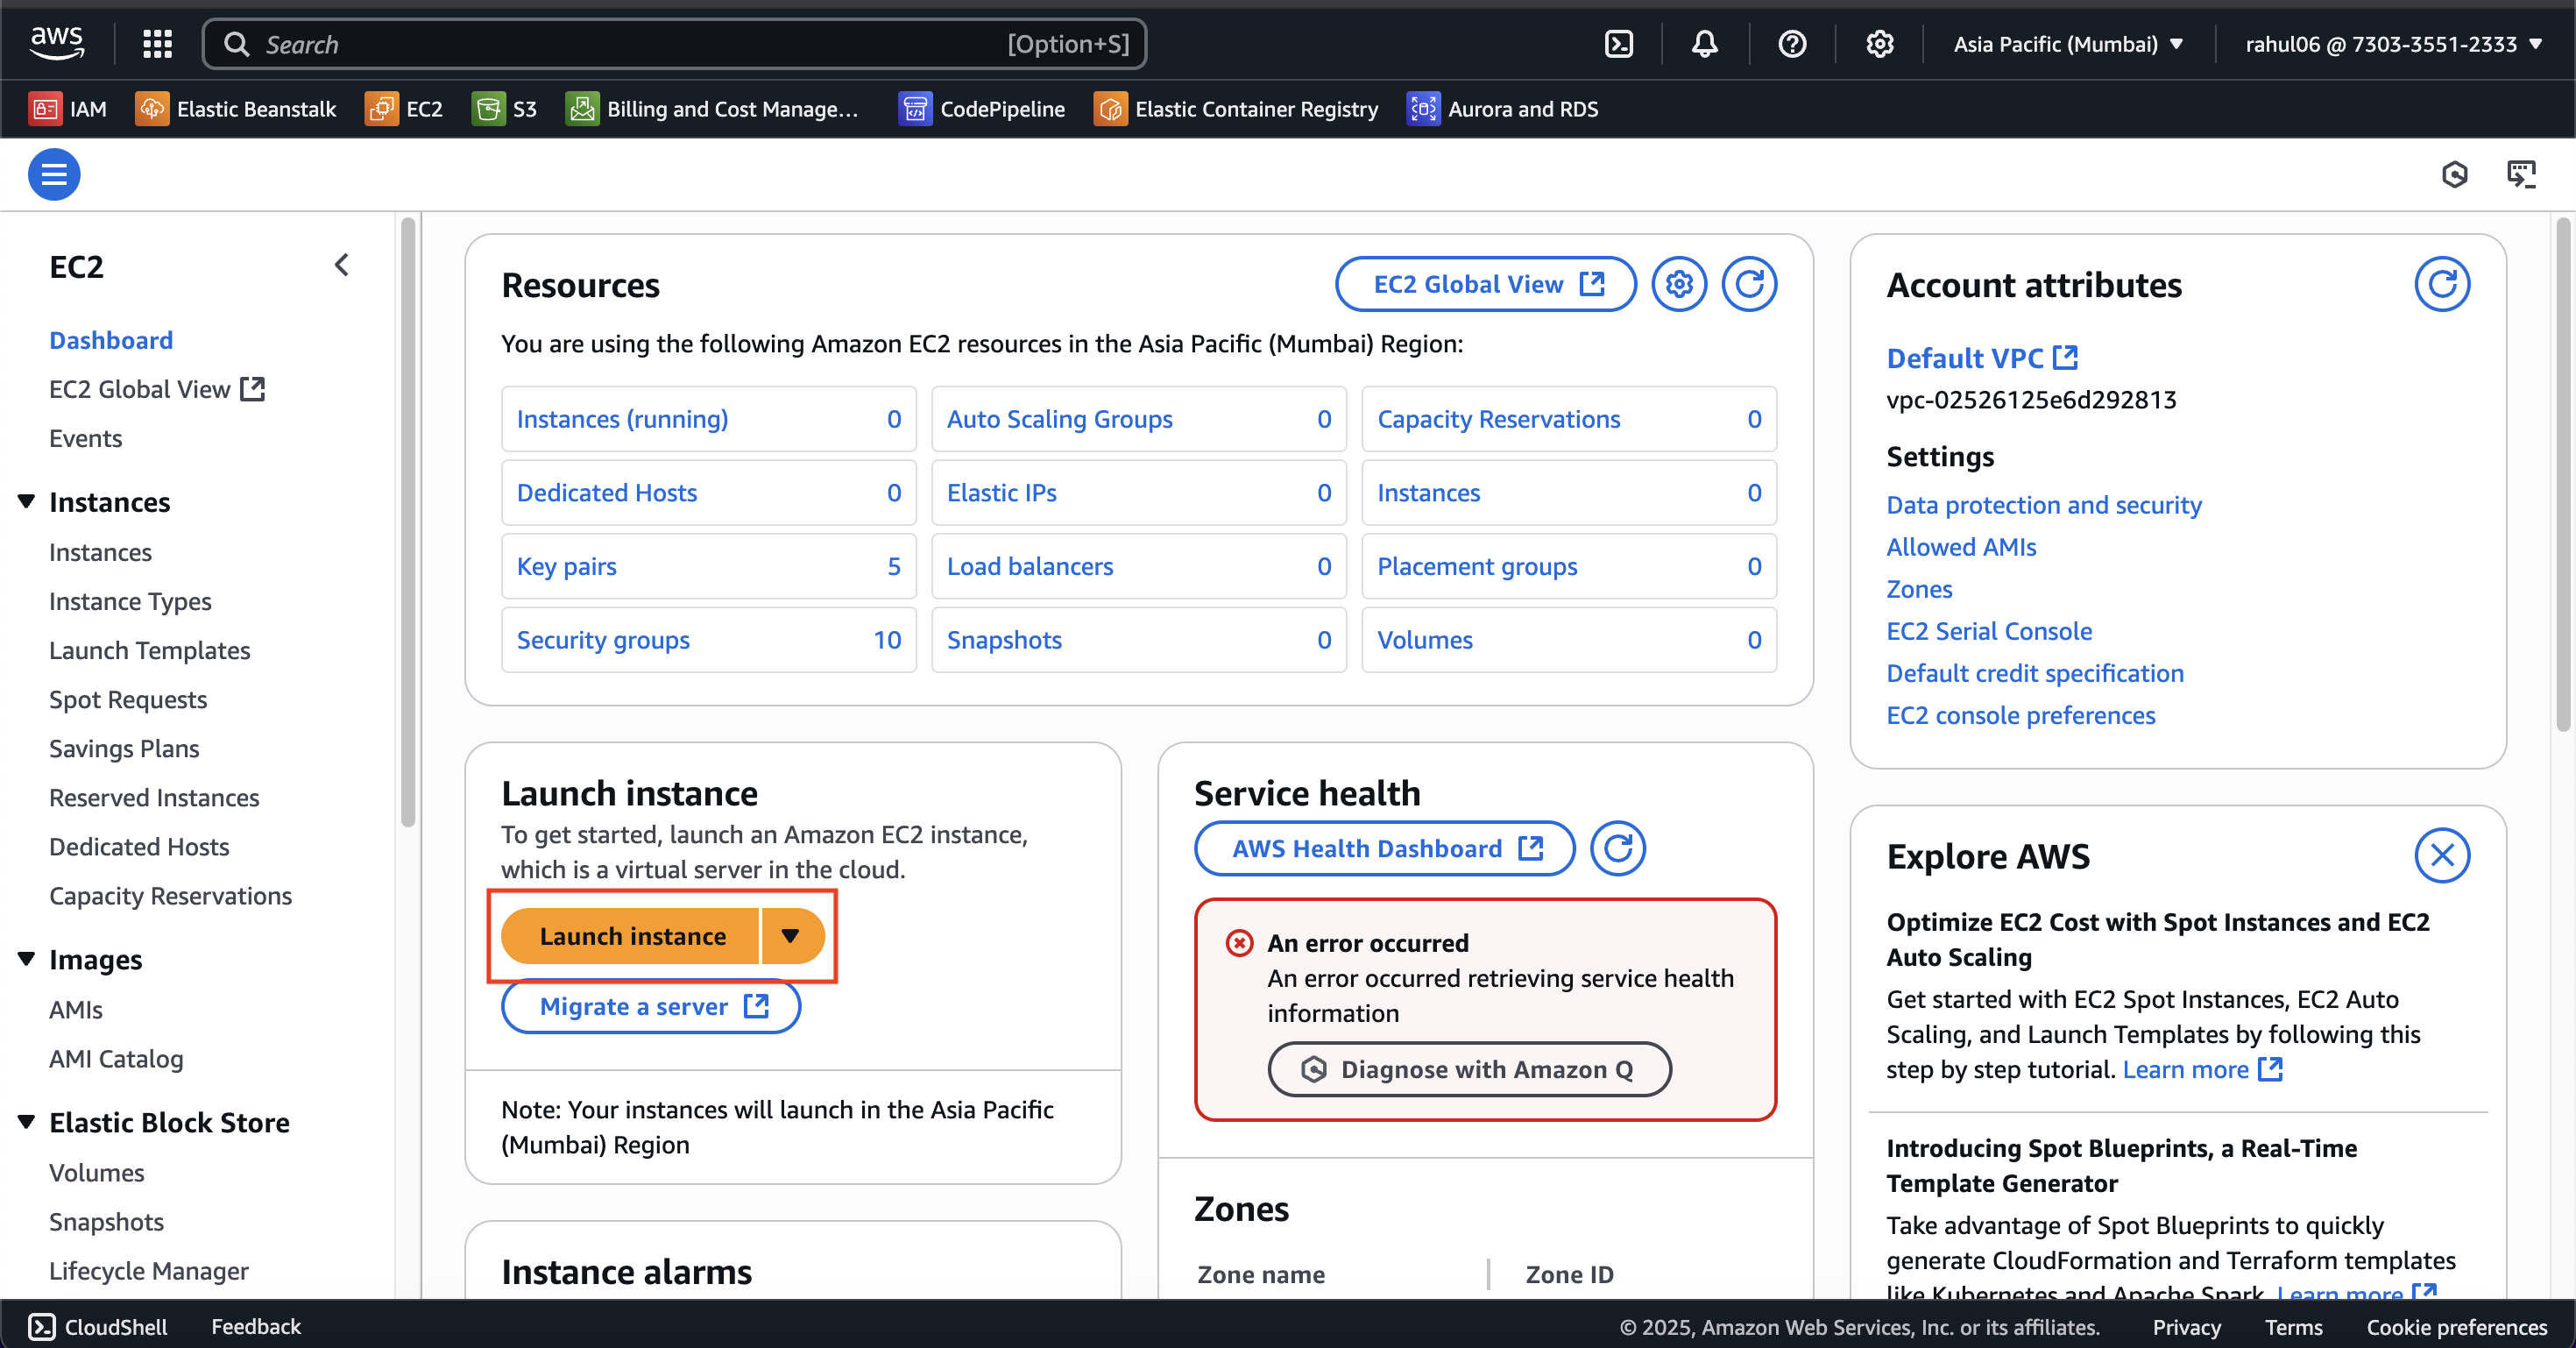 aws
Search
[Option+S]
Asia Pacific (Mumbai)
rahul06 @ 7303-3551-2333
IAM
Elastic Beanstalk
EC2
S3
Billing and Cost Manage...
CodePipeline
Elastic Container Registry
Aurora and RDS
EC2
Dashboard
EC2 Global View
Events
Instances
Instances
Instance Types
Launch Templates
Spot Requests
Savings Plans
Reserved Instances
Dedicated Hosts
Capacity Reservations
Images
AMIs
AMI Catalog
Elastic Block Store
Volumes
Snapshots
Lifecycle Manager
Resources
EC2 Global View
You are using the following Amazon EC2 resources in the Asia Pacific (Mumbai) Region:
Instances (running) 0
Auto Scaling Groups 0
Capacity Reservations 0
Dedicated Hosts 0
Elastic IPs 0
Instances 0
Key pairs 5
Load balancers 0
Placement groups 0
Security groups 10
Snapshots 0
Volumes 0
Launch instance
To get started, launch an Amazon EC2 instance,
which is a virtual server in the cloud.
Launch instance
Migrate a server
Note: Your instances will launch in the Asia Pacific
(Mumbai) Region
Instance alarms
Service health
AWS Health Dashboard
An error occurred
An error occurred retrieving service health
information
Diagnose with Amazon Q
Zones
Zone name
Zone ID
Account attributes
Default VPC
vpc-02526125e6d292813
Settings
Data protection and security
Allowed AMIs
Zones
EC2 Serial Console
Default credit specification
EC2 console preferences
Explore AWS
Optimize EC2 Cost with Spot Instances and EC2
Auto Scaling
Get started with EC2 Spot Instances, EC2 Auto
Scaling, and Launch Templates by following this
step by step tutorial. Learn more
Introducing Spot Blueprints, a Real-Time
Template Generator
Take advantage of Spot Blueprints to quickly
generate CloudFormation and Terraform templates
like Kubernetes and Apache Spark. Learn more
CloudShell
Feedback
© 2025, Amazon Web Services, Inc. or its affiliates.
Privacy
Terms
Cookie preferences